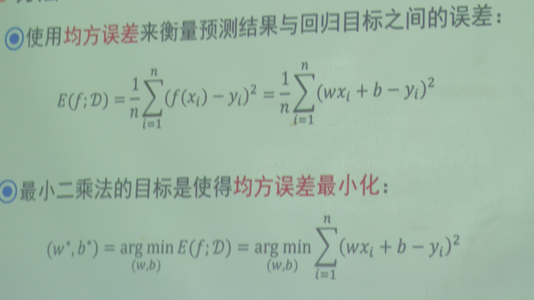 使用均方误差来衡量预测结果与回归目标之间的误差：
E(f;𝒟) = \frac{1}{n}\sum_{i=1}^{n}(f(x_i) − y_i)^2 = \frac{1}{n}\sum_{i=1}^{n}(wx_i + b − y_i)^2
最小二乘法的目标是使得均方误差最小化：
(w^*, b^*) = \underset{(w,b)}{\arg\min} E(f;𝒟) = \underset{(w,b)}{\arg\min} \sum_{i=1}^{n}(wx_i + b − y_i)^2